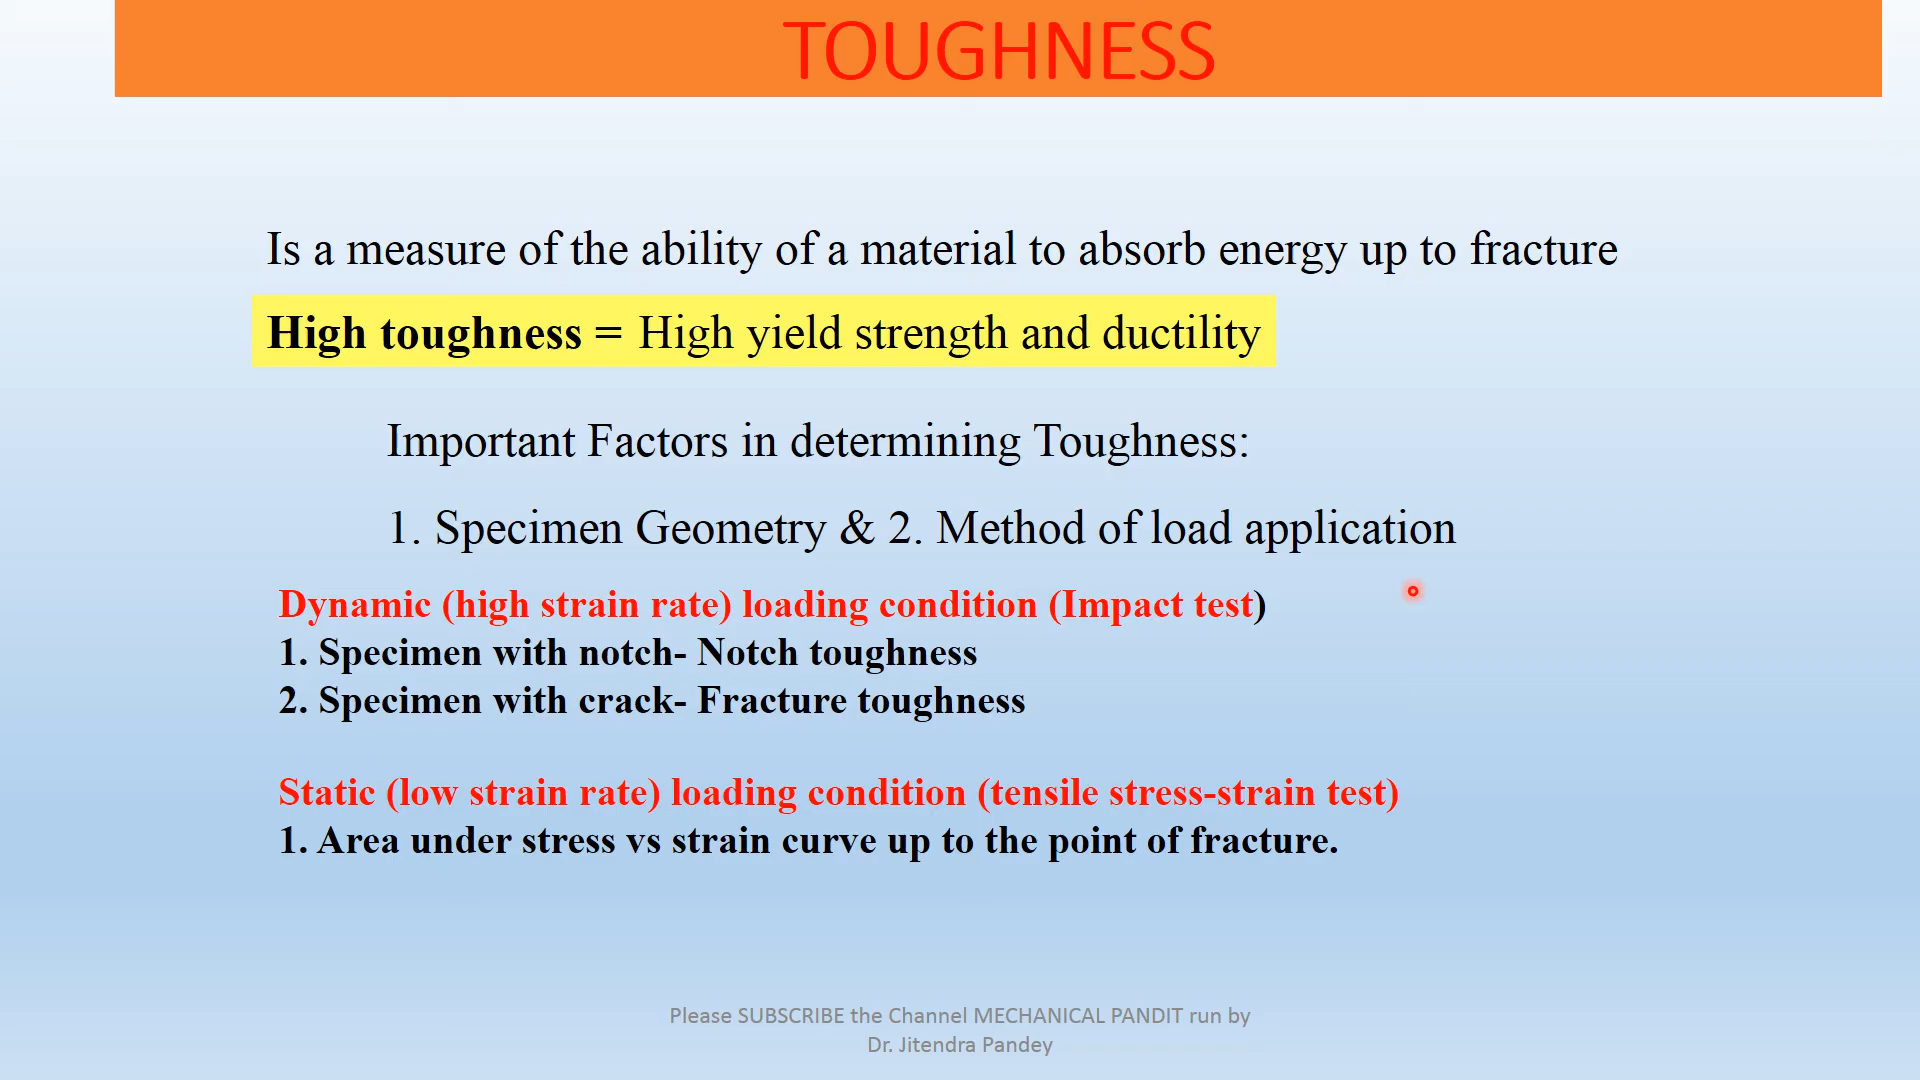 TOUGHNESS
Is a measure of the ability of a material to absorb energy up to fracture
High toughness = High yield strength and ductility
Important Factors in determining Toughness:
1. Specimen Geometry & 2. Method of load application
Dynamic (high strain rate) loading condition (Impact test)
1. Specimen with notch- Notch toughness
2. Specimen with crack- Fracture toughness
Static (low strain rate) loading condition (tensile stress-strain test)
1. Area under stress vs strain curve up to the point of fracture.
Please SUBSCRIBE the Channel MECHANICAL PANDIT run by
Dr. Jitendra Pandey